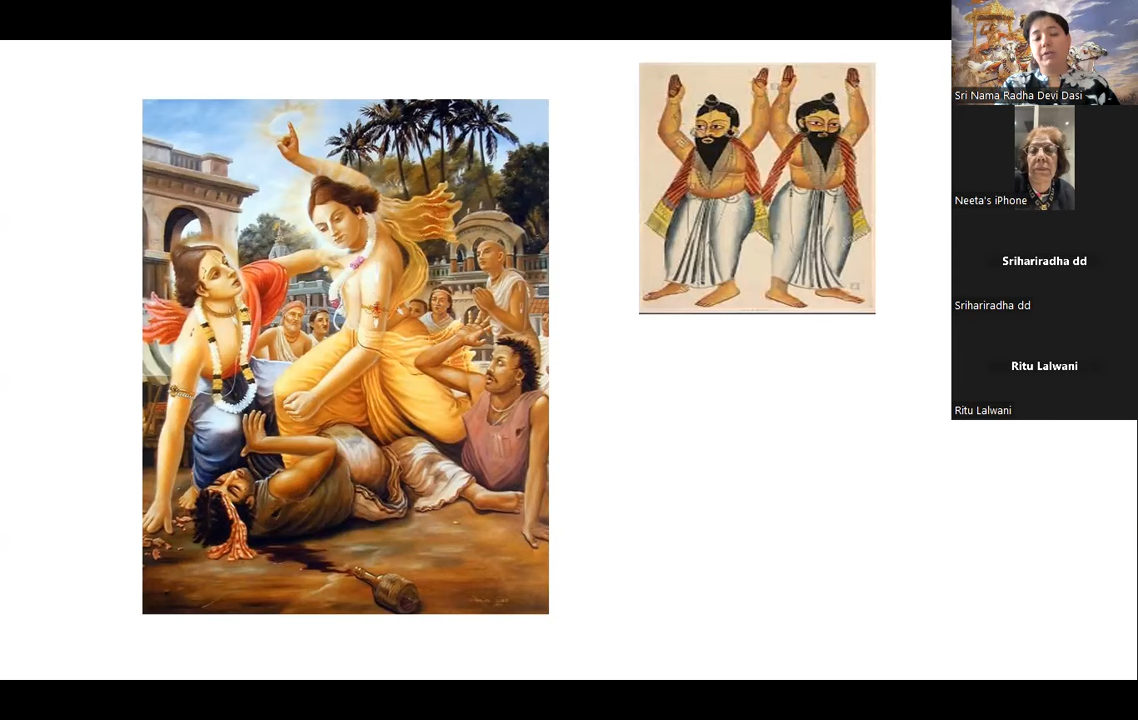 Sri Nama Radha Devi Dasi
Neeta's iPhone
Srihariradha dd
Srihariradha dd
Ritu Lalwani
Ritu Lalwani